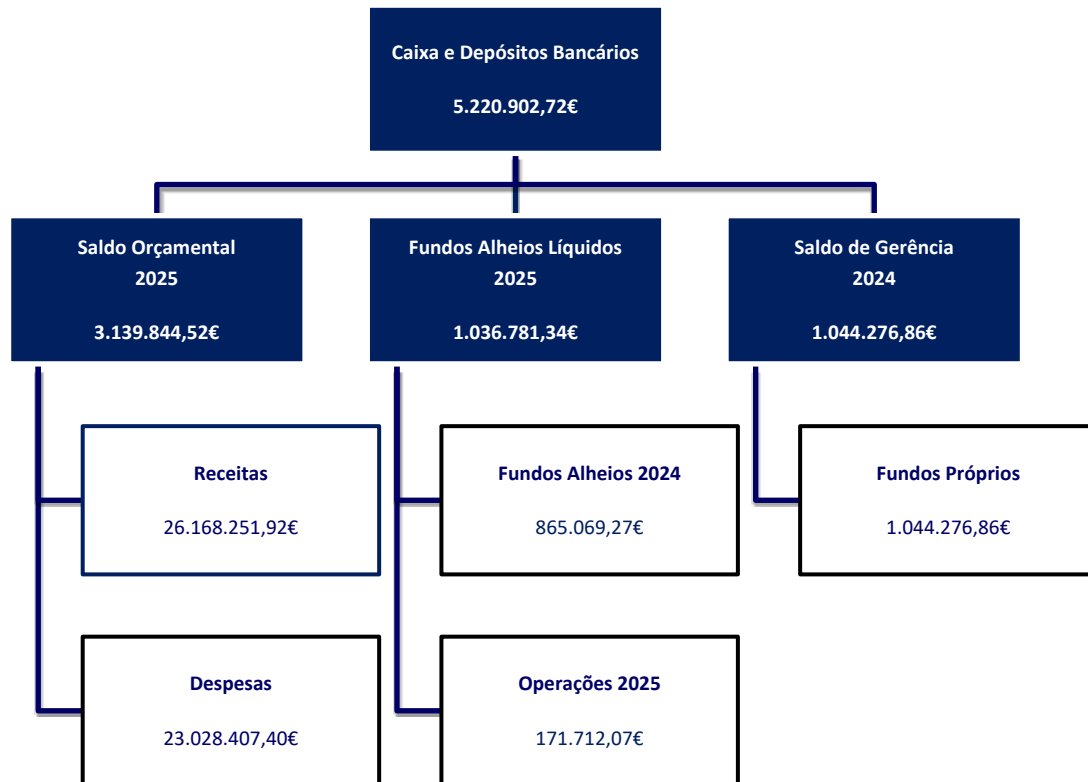 Caixa e Depósitos Bancários
5.220.902,72€
Saldo Orçamental
2025
3.139.844,52€
Fundos Alheios Líquidos
2025
1.036.781,34€
Saldo de Gerência
2024
1.044.276,86€
Receitas
26.168.251,92€
Fundos Alheios 2024
865.069,27€
Fundos Próprios
1.044.276,86€
Despesas
23.028.407,40€
Operações 2025
171.712,07€